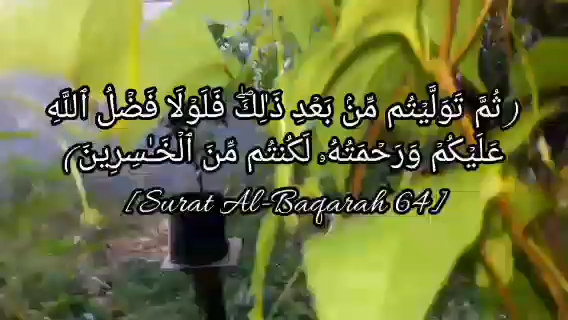 (ثُمَّ تَوَلَّيْتُم مِّنۢ بَعْدِ ذَٰلِكَۖ فَلَوْلَا فَضْلُ ٱللَّهِ
عَلَيْكُمْ وَرَحْمَتُهُۥ لَكُنتُم مِّنَ ٱلْخَـٰسِرِينَ)
[Surat Al-Baqarah 64]